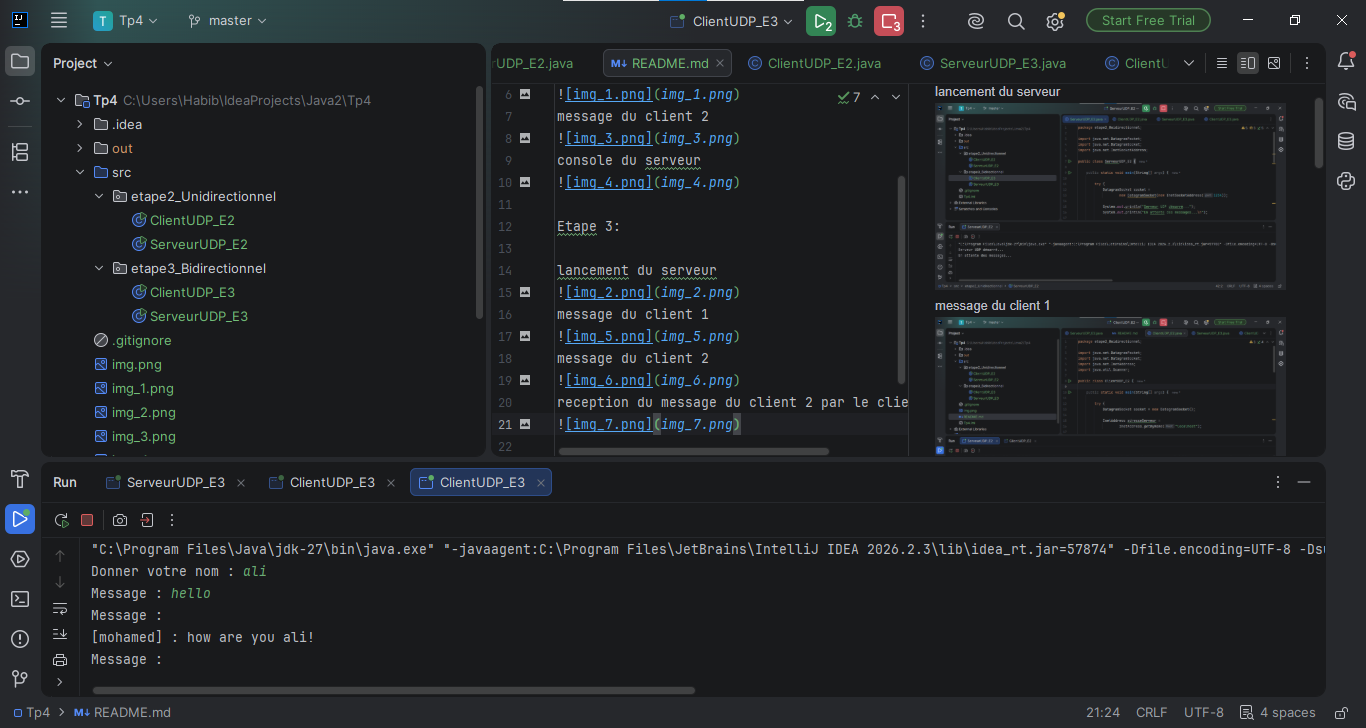 T Tp4 master ClientUDP_E3 2 3 Start Free Trial
Project
Tp4 C:\Users\Habib\IdeaProjects\Java2\Tp4
.idea
out
src
etape2_Unidirectionnel
ClientUDP_E2
ServeurUDP_E2
etape3_Bidirectionnel
ClientUDP_E3
ServeurUDP_E3
.gitignore
img.png
img_1.png
img_2.png
img_3.png
rUDP_E2.java M↓ README.md ClientUDP_E2.java ServeurUDP_E3.java ClientU
6 ![img_1.png](img_1.png) 7
7 message du client 2
8 ![img_3.png](img_3.png)
9 console du serveur
10 ![img_4.png](img_4.png)
11
12 Etape 3:
13
14 lancement du serveur
15 ![img_2.png](img_2.png)
16 message du client 1
17 ![img_5.png](img_5.png)
18 message du client 2
19 ![img_6.png](img_6.png)
20 reception du message du client 2 par le clie
21 ![img_7.png](img_7.png)
22
lancement du serveur
message du client 1
Run ServeurUDP_E3 ClientUDP_E3 ClientUDP_E3
"C:\Program Files\Java\jdk-27\bin\java.exe" "-javaagent:C:\Program Files\JetBrains\IntelliJ IDEA 2026.2.3\lib\idea_rt.jar=57874" -Dfile.encoding=UTF-8 -Dsu
Donner votre nom : ali
Message : hello
Message :
[mohamed] : how are you ali!
Message :
Tp4 M↓ README.md 21:24 CRLF UTF-8 4 spaces